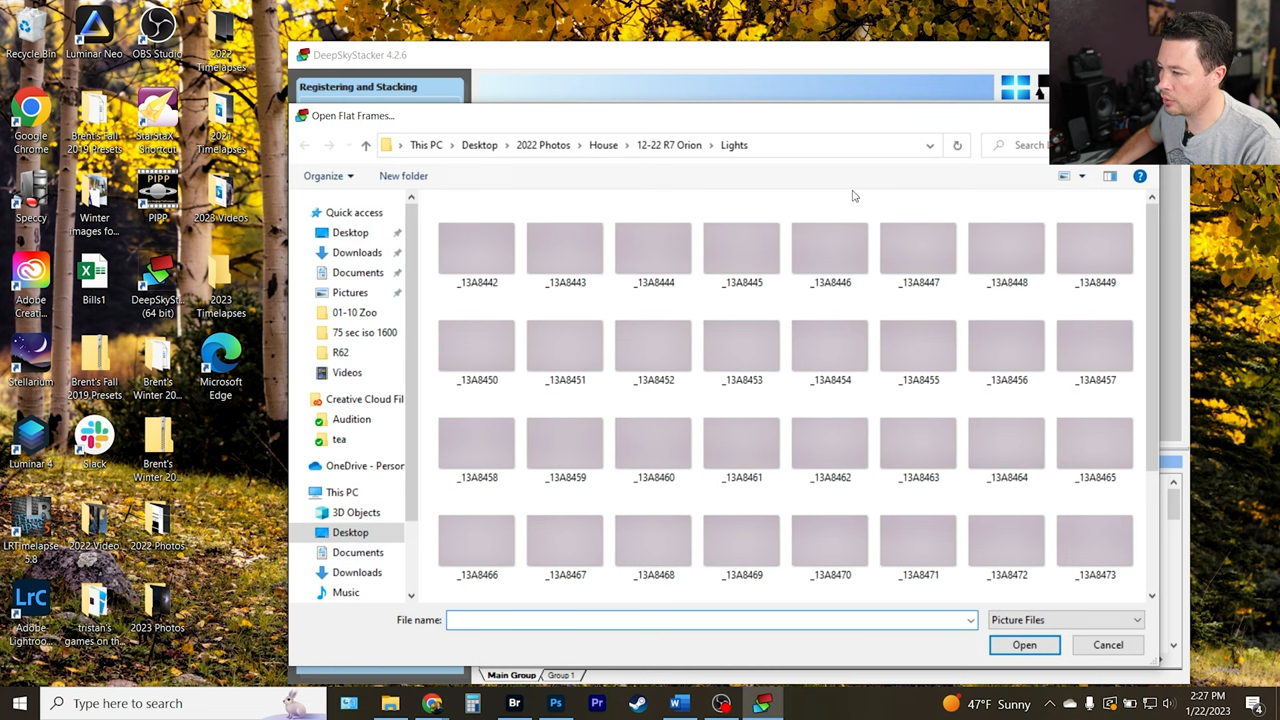 Recycle Bin
Luminar Neo
OBS Studio
2022
Timelapses
Google
Chrome
Brent's Fall
2019 Presets
StarStaX
Shortcut
2021
Timelapses
Speccy
Winter
images fo...
PIPP
PIPP
2023 Videos
Adobe
Creati...
Bills1
DeepSkySt...
(64 bit)
2023
Timelapses
Stellarium
Brent's Fall
2019.Presets
Brent's
Winter 20...
Microsoft
Edge
Luminar 4
Slack
Brent's
Winter 20...
LRTimelapse
5.8
2022 Video...
2022 Photos
Lrc
Adobe
Lightroo...
tristan's
games on th...
2023 Photos
DeepSkyStacker 4.2.6
Registering and Stacking
Open Flat Frames...
This PC > Desktop > 2022 Photos > House > 12-22 R7 Orion > Lights
Search
Organize
New folder
Quick access
Desktop
Downloads
Documents
Pictures
01-10 Zoo
75 sec iso 1600
R62
Videos
Creative Cloud Fil
Audition
tea
OneDrive - Person
This PC
3D Objects
Desktop
Documents
Downloads
Music
_13A8442 _13A8443 _13A8444 _13A8445 _13A8446 _13A8447 _13A8448 _13A8449
_13A8450 _13A8451 _13A8452 _13A8453 _13A8454 _13A8455 _13A8456 _13A8457
_13A8458 _13A8459 _13A8460 _13A8461 _13A8462 _13A8463 _13A8464 _13A8465
_13A8466 _13A8467 _13A8468 _13A8469 _13A8470 _13A8471 _13A8472 _13A8473
File name:
Picture Files
Open
Cancel
Main Group
Group 1
Type here to search
Br
Ps
Pr
47°F Sunny
2:27 PM
1/22/2023
4